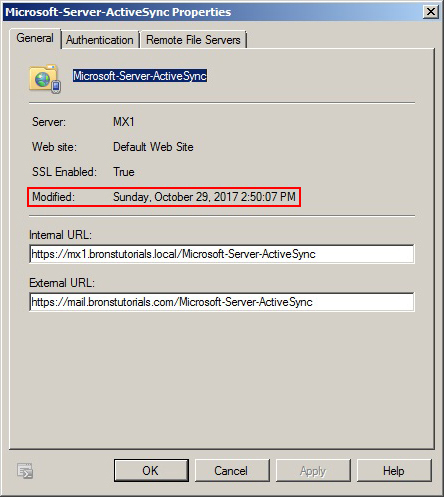 Microsoft-Server-ActiveSync Properties
General Authentication Remote File Servers
Microsoft-Server-ActiveSync
Server: MX1
Web site: Default Web Site
SSL Enabled: True
Modified: Sunday, October 29, 2017 2:50:07 PM
Internal URL:
https://mx1.bronstutorials.local/Microsoft-Server-ActiveSync
External URL:
https://mail.bronstutorials.com/Microsoft-Server-ActiveSync
OK Cancel Apply Help